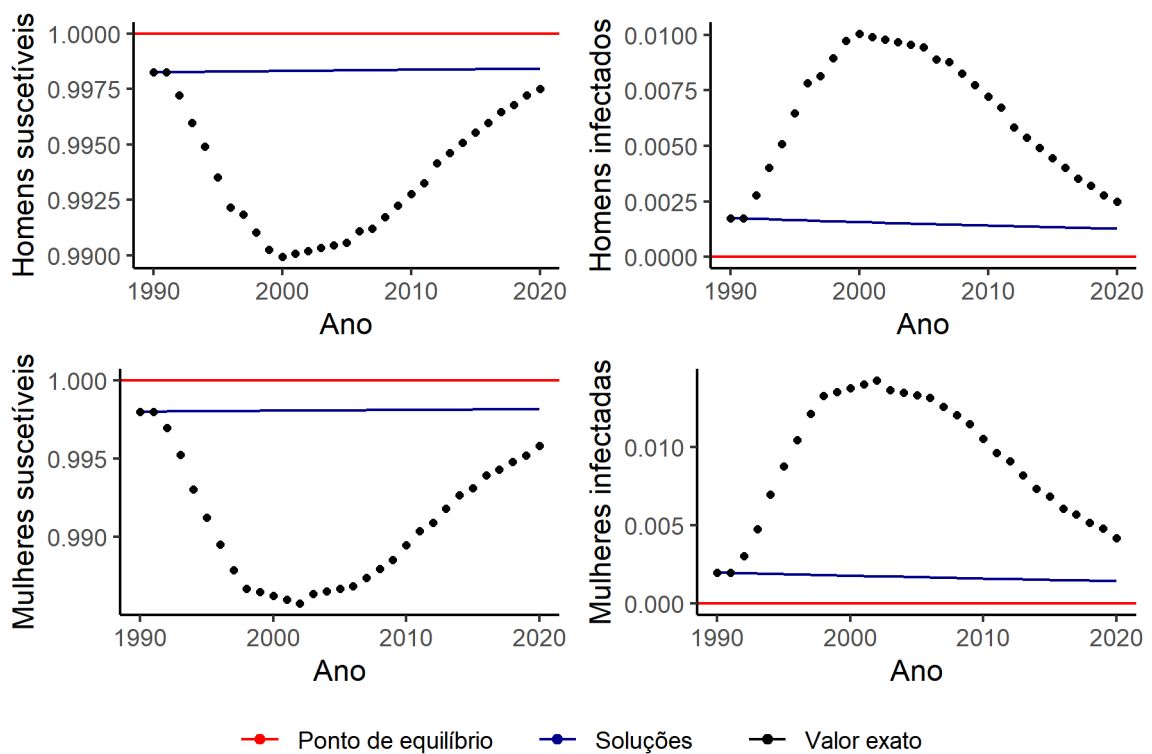 Homens suscetíveis
1.0000
0.9975
0.9950
0.9925
0.9900
1990 2000 2010 2020
Ano
Homens infectados
0.0100
0.0075
0.0050
0.0025
0.0000
1990 2000 2010 2020
Ano
Mulheres suscetíveis
1.000
0.995
0.990
1990 2000 2010 2020
Ano
Mulheres infectadas
0.010
0.005
0.000
1990 2000 2010 2020
Ano
Ponto de equilíbrio Soluções Valor exato